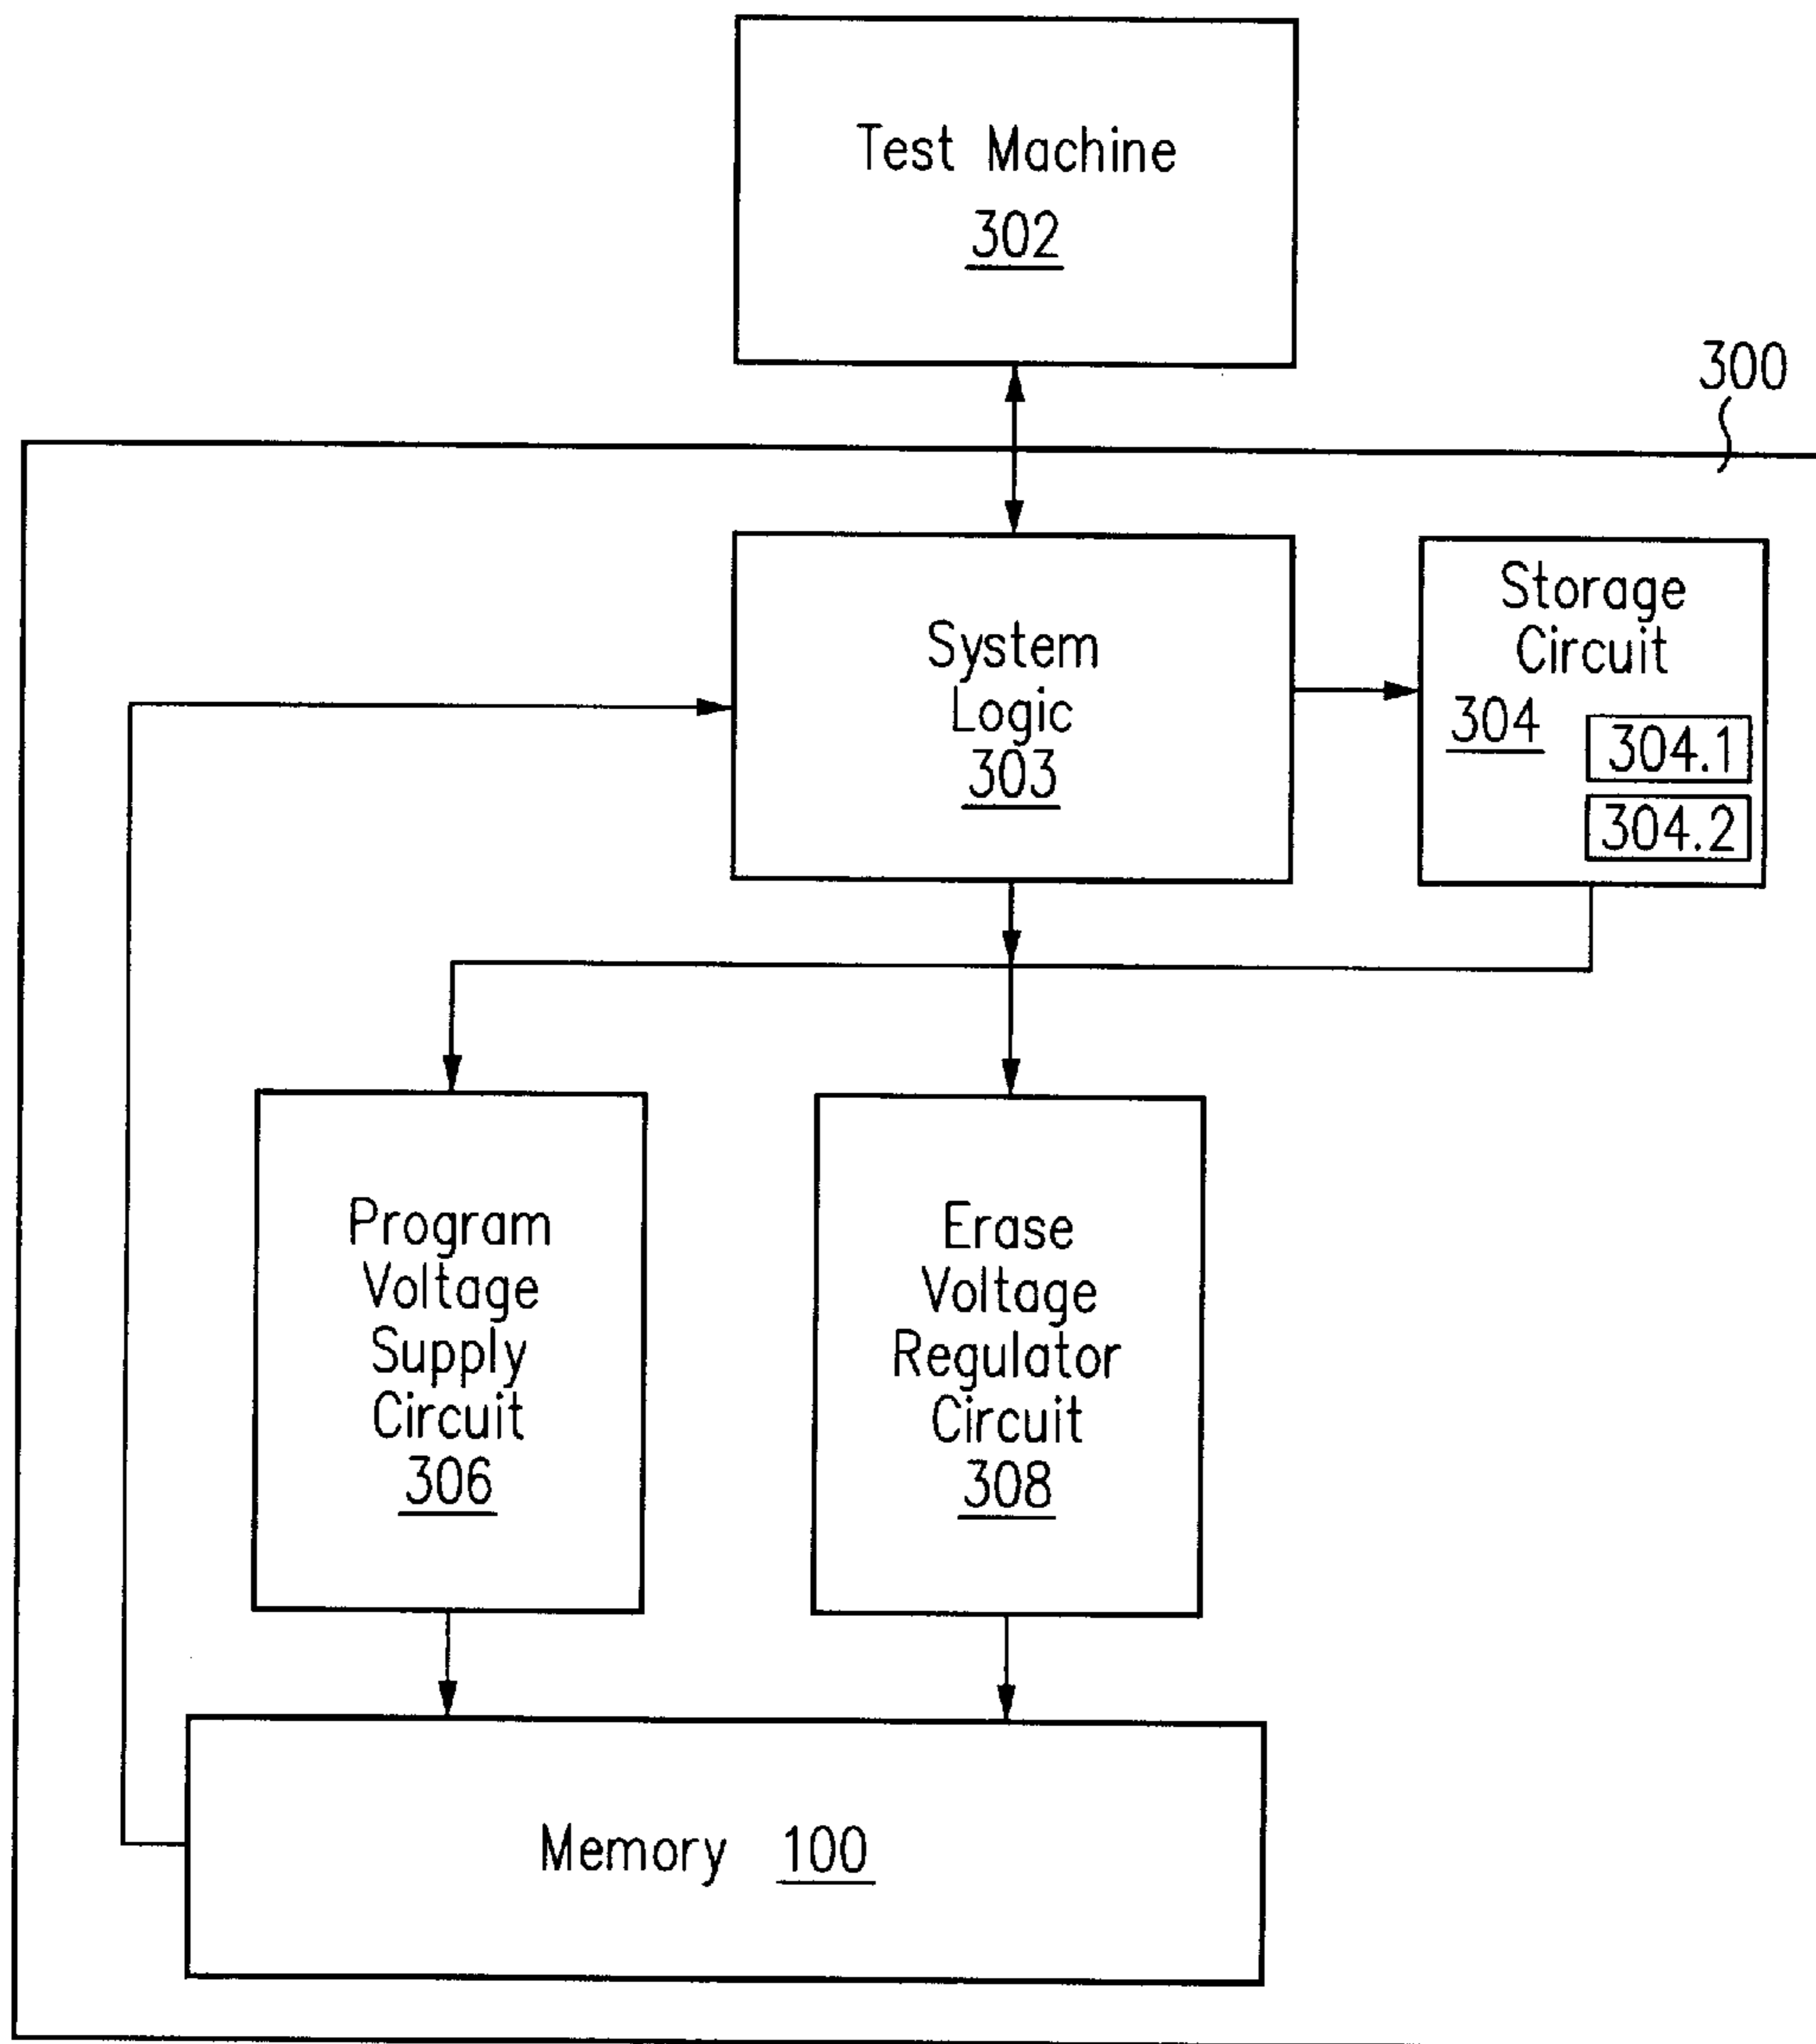 Test Machine
302
300
System
Logic
303
Storage
Circuit
304
304.1
304.2
Program
Voltage
Supply
Circuit
306
Erase
Voltage
Regulator
Circuit
308
Memory 100